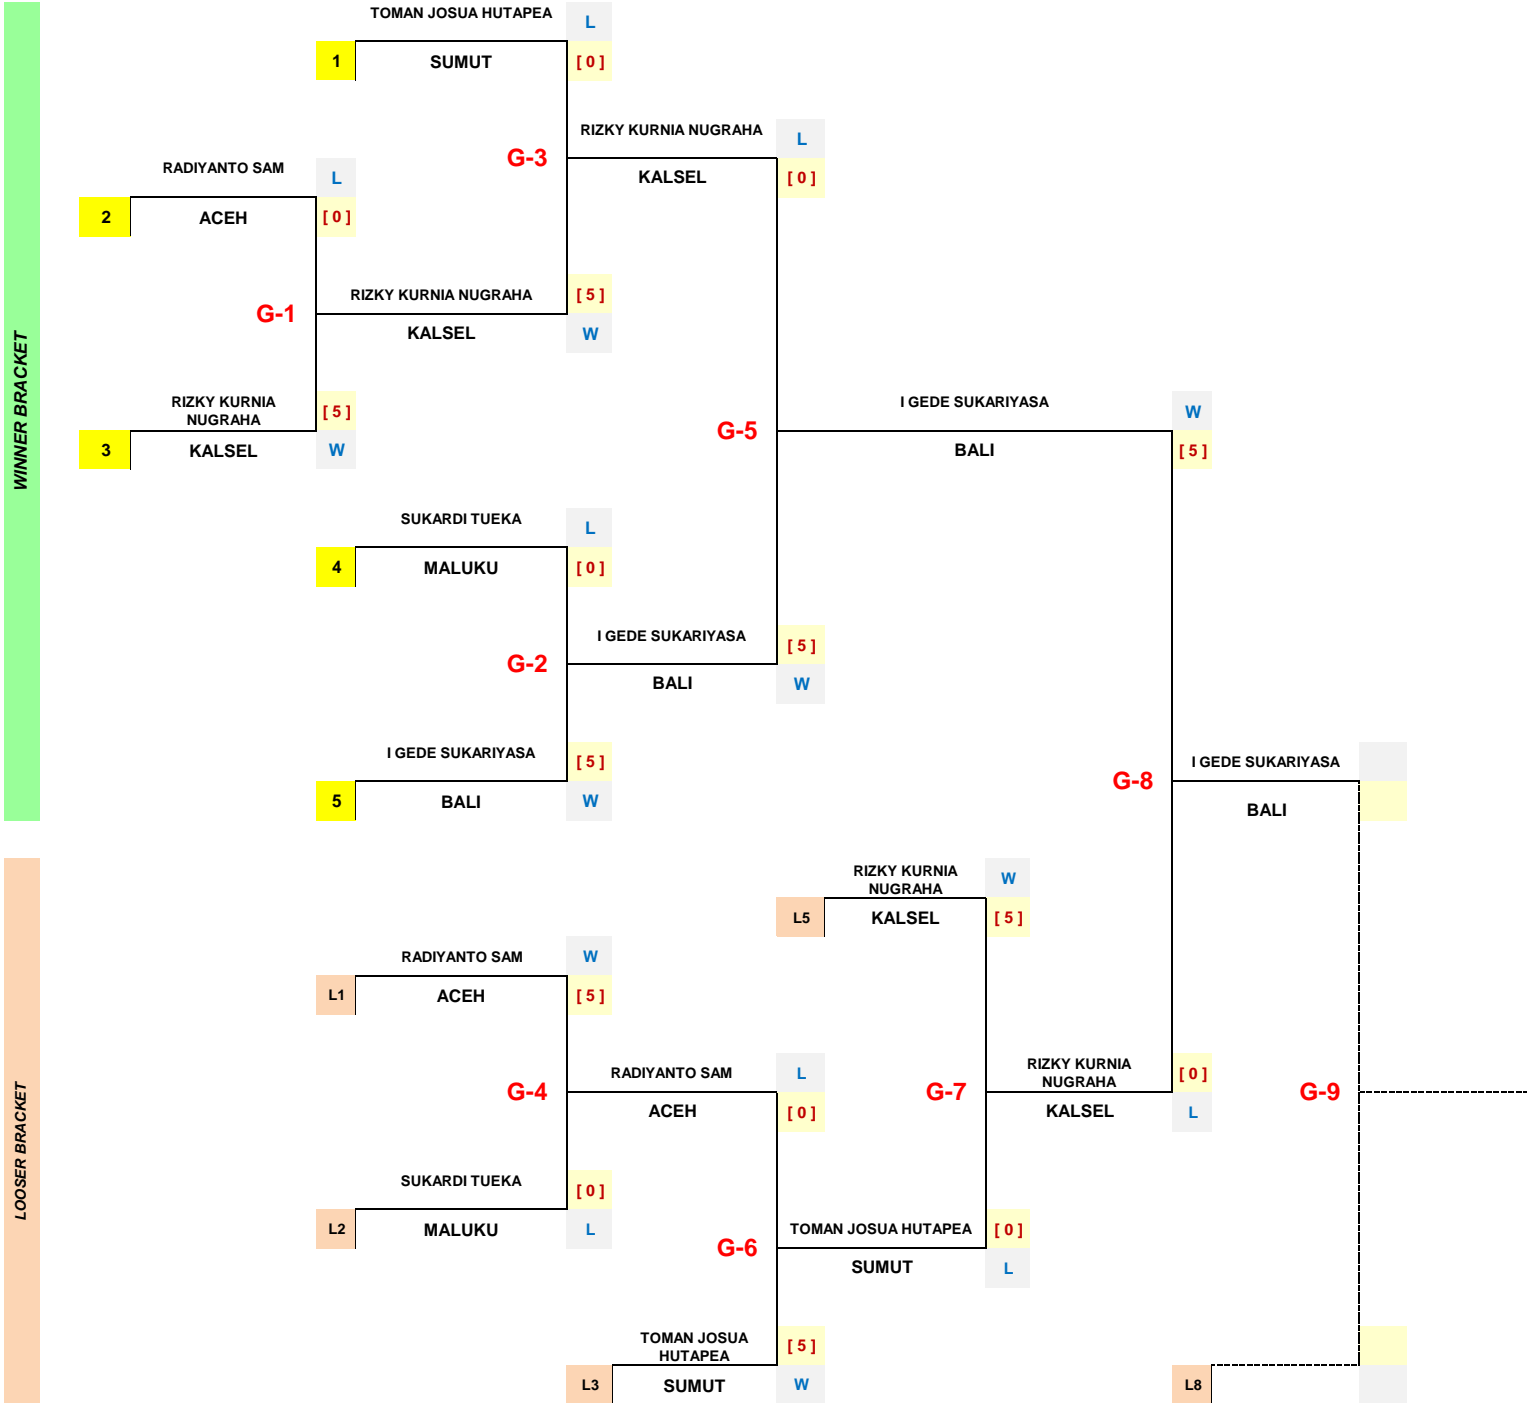 TOMAN JOSUA HUTAPEA
L
1
SUMUT
[ 0 ]
RIZKY KURNIA NUGRAHA
L
G-3
KALSEL
[ 0 ]
RADIYANTO SAM
L
2
ACEH
[ 0 ]
G-1
RIZKY KURNIA NUGRAHA
[ 5 ]
KALSEL
W
RIZKY KURNIA
NUGRAHA
[ 5 ]
3
KALSEL
W
WINNER BRACKET
G-5
I GEDE SUKARIYASA
W
BALI
[ 5 ]
SUKARDI TUEKA
L
4
MALUKU
[ 0 ]
G-2
I GEDE SUKARIYASA
[ 5 ]
BALI
W
I GEDE SUKARIYASA
[ 5 ]
5
BALI
W
G-8
I GEDE SUKARIYASA
BALI
RIZKY KURNIA
NUGRAHA
W
L5
KALSEL
[ 5 ]
RADIYANTO SAM
W
L1
ACEH
[ 5 ]
G-4
RADIYANTO SAM
L
ACEH
[ 0 ]
G-7
RIZKY KURNIA
NUGRAHA
[ 0 ]
KALSEL
L
G-9
LOOSER BRACKET
SUKARDI TUEKA
[ 0 ]
L2
MALUKU
L
G-6
TOMAN JOSUA HUTAPEA
[ 0 ]
SUMUT
L
TOMAN JOSUA
HUTAPEA
[ 5 ]
L3
SUMUT
W
L8